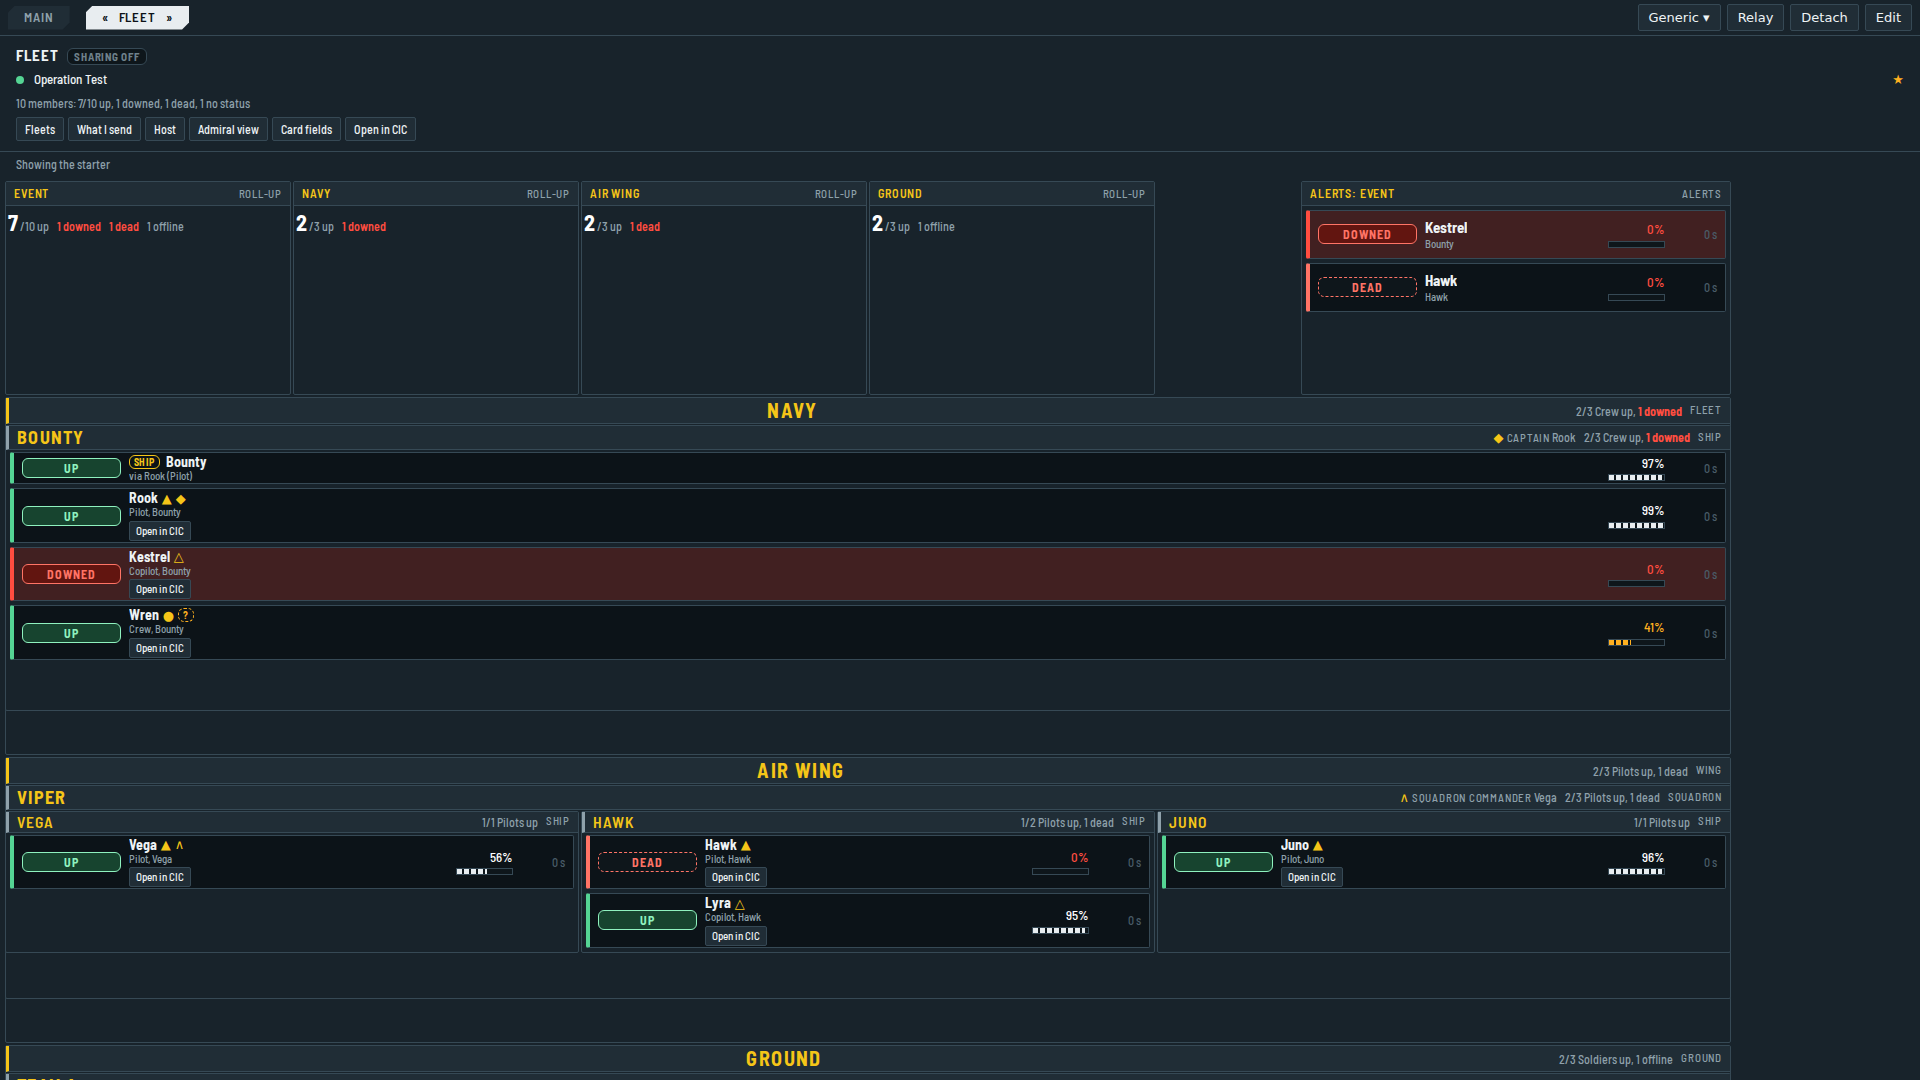 MAIN « FLEET » Generic ▾ Relay Detach Edit
FLEET SHARING OFF
Operation Test ★
10 members: 7/10 up, 1 downed, 1 dead, 1 no status
Fleets What I send Host Admiral view Card fields Open in CIC
Showing the starter
EVENT ROLL-UP NAVY ROLL-UP AIR WING ROLL-UP GROUND ROLL-UP ALERTS: EVENT ALERTS
7/10 up 1 downed 1 dead 1 offline 2/3 up 1 downed 2/3 up 1 dead 2/3 up 1 offline
DOWNED Kestrel 0% 0 s
Bounty
DEAD Hawk 0% 0 s
Hawk
NAVY 2/3 Crew up, 1 downed FLEET
BOUNTY ◆ CAPTAIN Rook 2/3 Crew up, 1 downed SHIP
UP SHIP Bounty 97% 0 s
via Rook (Pilot)
UP Rook ▲ ◆ 99% 0 s
Pilot, Bounty
Open in CIC
DOWNED Kestrel △ 0% 0 s
Copilot, Bounty
Open in CIC
UP Wren ● ? 41% 0 s
Crew, Bounty
Open in CIC
AIR WING 2/3 Pilots up, 1 dead WING
VIPER ∧ SQUADRON COMMANDER Vega 2/3 Pilots up, 1 dead SQUADRON
VEGA 1/1 Pilots up SHIP HAWK 1/2 Pilots up, 1 dead SHIP JUNO 1/1 Pilots up SHIP
UP Vega ▲ ∧ 56% 0 s DEAD Hawk ▲ 0% 0 s UP Juno ▲ 96% 0 s
Pilot, Vega Pilot, Hawk Pilot, Juno
Open in CIC Open in CIC Open in CIC
UP Lyra △ 95% 0 s
Copilot, Hawk
Open in CIC
GROUND 2/3 Soldiers up, 1 offline GROUND